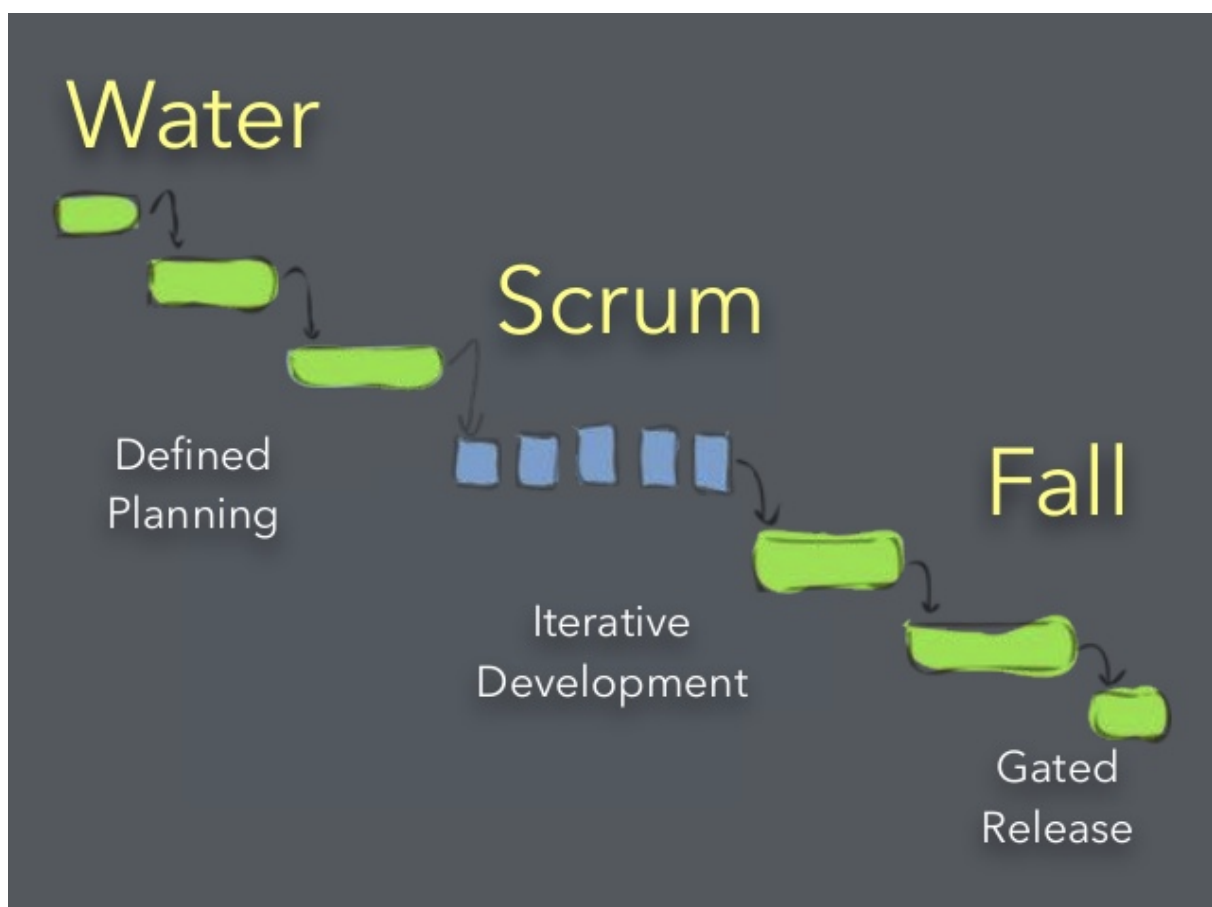 Water
Scrum
Defined
Planning
Fall
Iterative
Development
Gated
Release